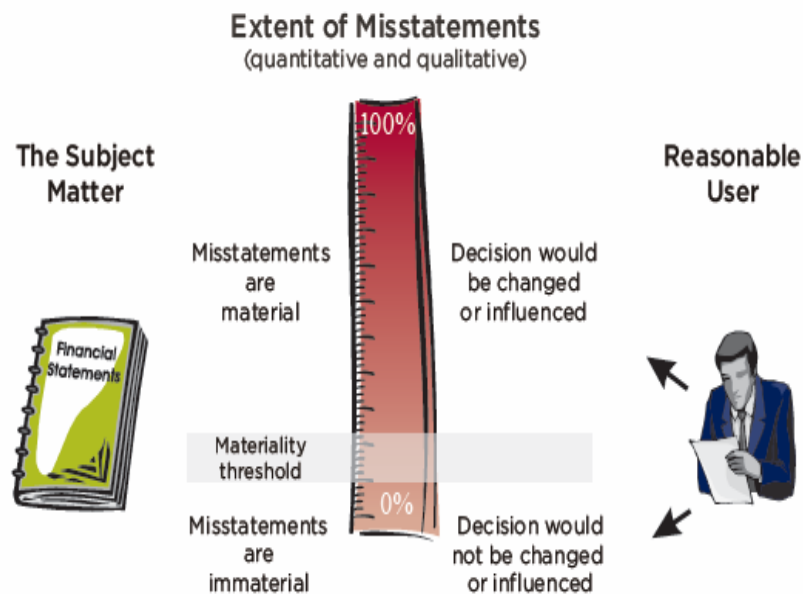 Extent of Misstatements
(quantitative and qualitative)
100%
The Subject
Matter
Reasonable
User
Misstatements
are
material
Decision would
be changed
or influenced
Financial
Statements
Materiality
threshold
0%
Misstatements
are
immaterial
Decision would
not be changed
or influenced